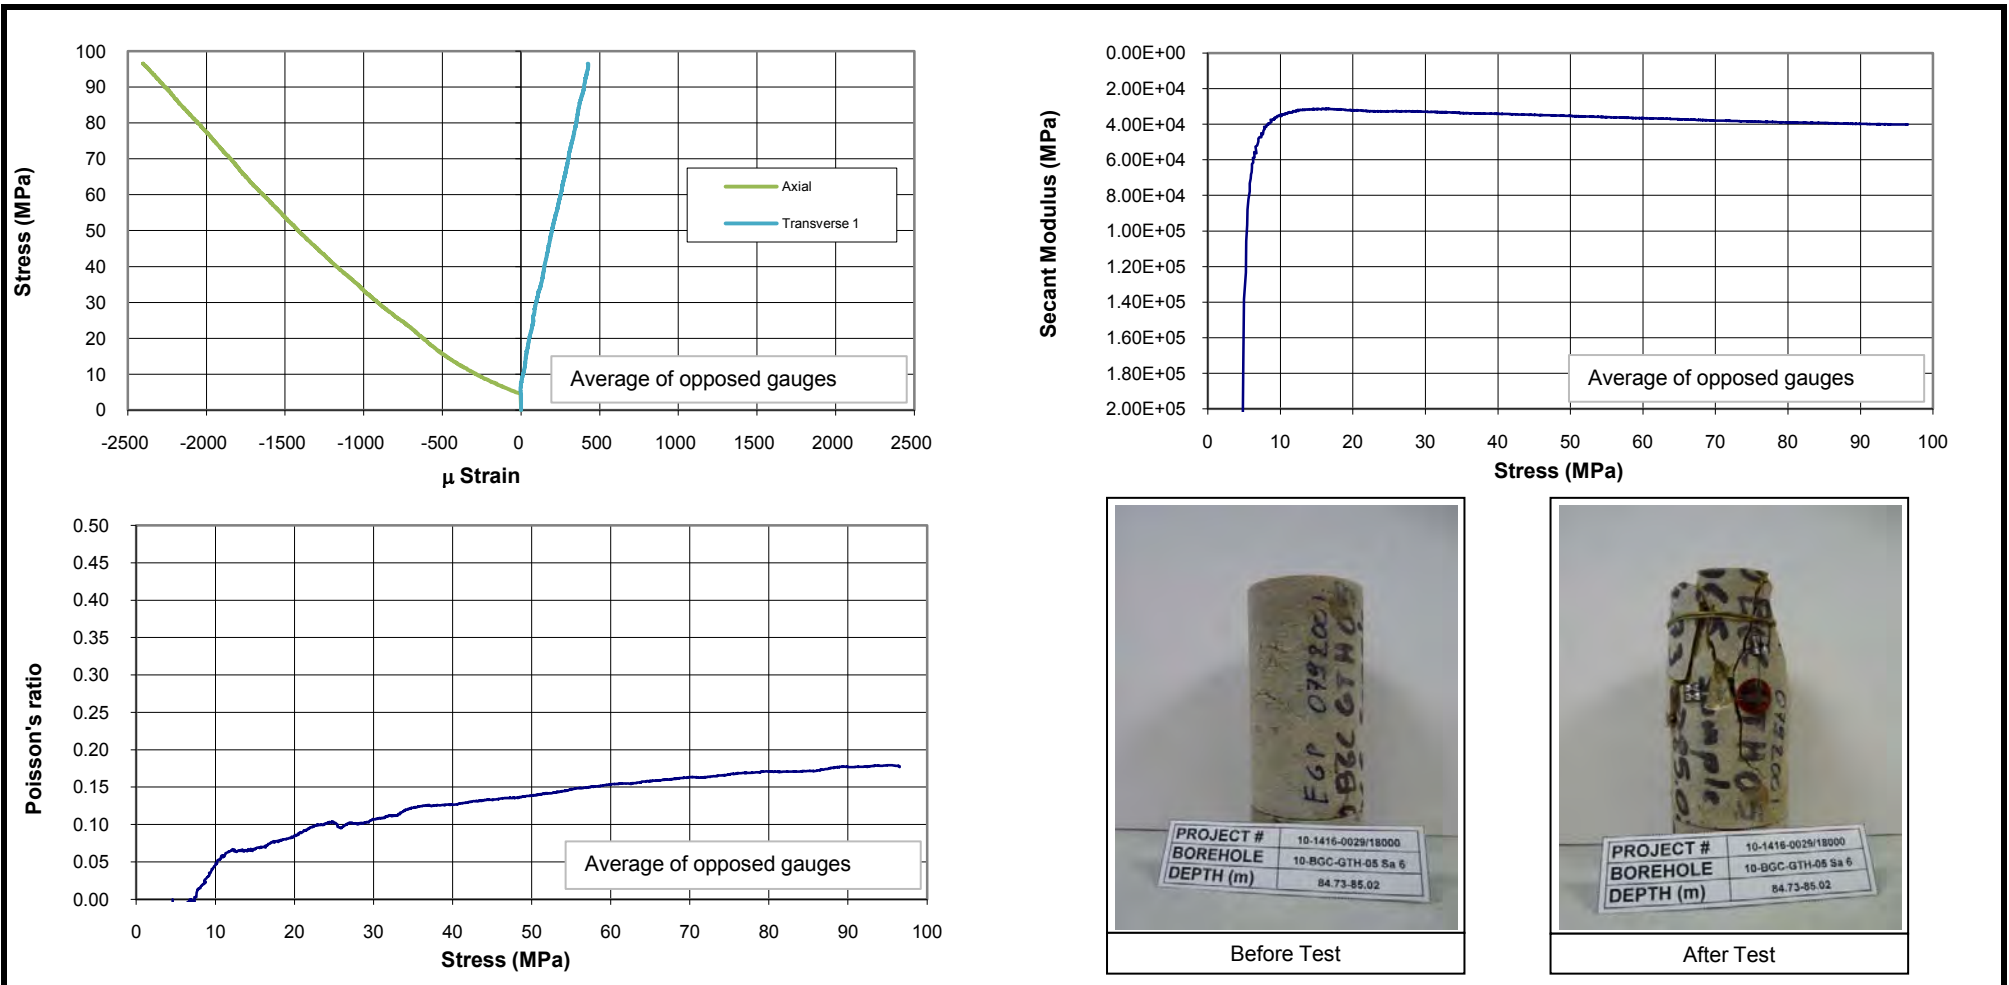 100
90
80
70
60
50
40
30
20
10
0
Stress (MPa)
-2500 -2000 -1500 -1000 -500 0 500 1000 1500 2000 2500
μ Strain
Axial
Transverse 1
Average of opposed gauges
0.00E+00
2.00E+04
4.00E+04
6.00E+04
8.00E+04
1.00E+05
1.20E+05
1.40E+05
1.60E+05
1.80E+05
2.00E+05
Secant Modulus (MPa)
0 10 20 30 40 50 60 70 80 90 100
Stress (MPa)
Average of opposed gauges
0.50
0.45
0.40
0.35
0.30
0.25
0.20
0.15
0.10
0.05
0.00
Poisson's ratio
0 10 20 30 40 50 60 70 80 90 100
Stress (MPa)
Average of opposed gauges
EGP 0792001
BGC GTH 05
PROJECT # 10-1416-0029/18000
BOREHOLE 10-BGC-GTH-05 Sa 6
DEPTH (m) 84.73-85.02
Before Test
0792001
PROJECT # 10-1416-0029/18000
BOREHOLE 10-BGC-GTH-05 Sa 6
DEPTH (m) 84.73-85.02
After Test